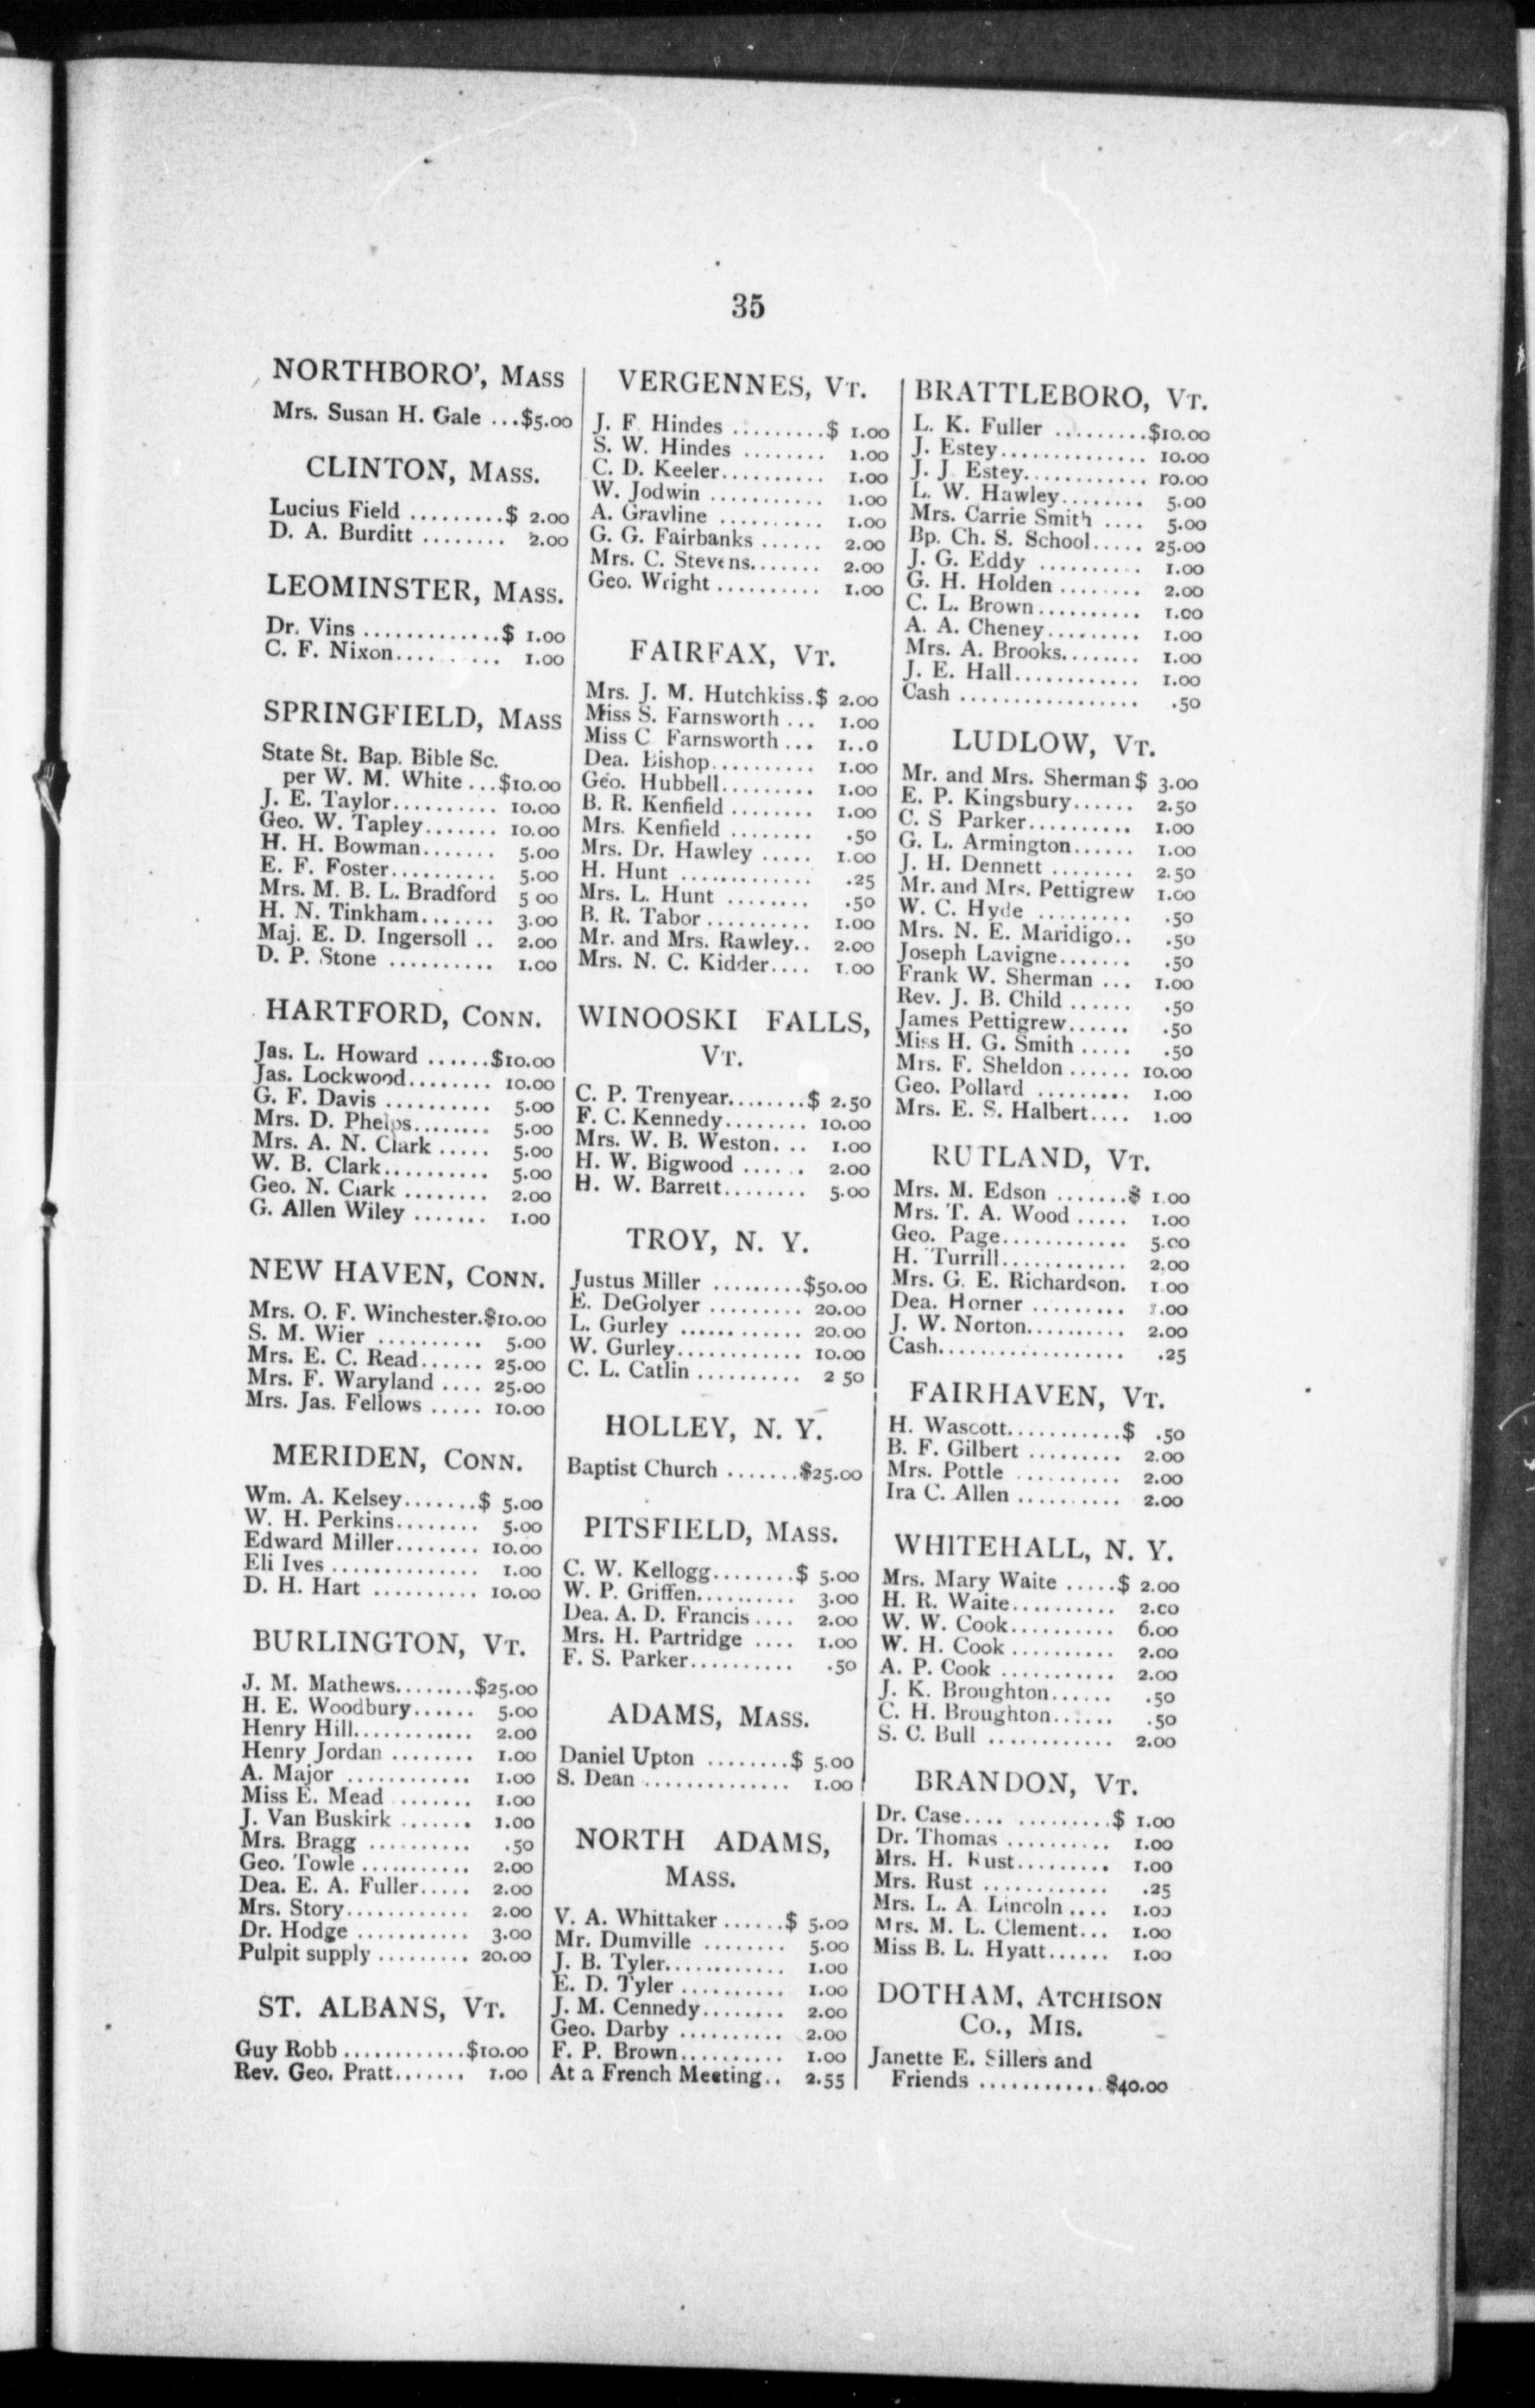 35
NORTHBORO', MASS
Mrs. Susan H. Gale ...$5.00
CLINTON, MASS.
Lucius Field .........$ 2.00
D. A. Burditt ........ 2.00
LEOMINSTER, MASS.
Dr. Vins .............$ 1.00
C. F. Nixon.......... 1.00
SPRINGFIELD, MASS
State St. Bap. Bible Sc.
per W. M. White ...$10.00
J. E. Taylor.......... 10.00
Geo. W. Tapley....... 10.00
H. H. Bowman....... 5.00
E. F. Foster.......... 5.00
Mrs. M. B. L. Bradford 5 00
H. N. Tinkham....... 3.00
Maj. E. D. Ingersoll .. 2.00
D. P. Stone .......... 1.00
HARTFORD, CONN.
Jas. L. Howard ......$10.00
Jas. Lockwood........ 10.00
G. F. Davis .......... 5.00
Mrs. D. Phelps........ 5.00
Mrs. A. N. Clark ..... 5.00
W. B. Clark.......... 5.00
Geo. N. Clark ........ 2.00
G. Allen Wiley ....... 1.00
NEW HAVEN, CONN.
Mrs. O. F. Winchester.$10.00
S. M. Wier .......... 5.00
Mrs. E. C. Read...... 25.00
Mrs. F. Waryland .... 25.00
Mrs. Jas. Fellows ..... 10.00
MERIDEN, CONN.
Wm. A. Kelsey.......$ 5.00
W. H. Perkins........ 5.00
Edward Miller........ 10.00
Eli Ives .............. 1.00
D. H. Hart .......... 10.00
BURLINGTON, VT.
J. M. Mathews........$25.00
H. E. Woodbury...... 5.00
Henry Hill............ 2.00
Henry Jordan ........ 1.00
A. Major ............ 1.00
Miss E. Mead ....... 1.00
J. Van Buskirk ....... 1.00
Mrs. Bragg .......... .50
Geo. Towle ........... 2.00
Dea. E. A. Fuller..... 2.00
Mrs. Story............ 2.00
Dr. Hodge ........... 3.00
Pulpit supply ......... 20.00
ST. ALBANS, VT.
Guy Robb ............$10.00
Rev. Geo. Pratt....... 1.00
VERGENNES, VT.
J. F Hindes .........$ 1.00
S. W. Hindes ........ 1.00
C. D. Keeler.......... 1.00
W. Jodwin ........... 1.00
A. Gravline .......... 1.00
G. G. Fairbanks ...... 2.00
Mrs. C. Stevens....... 2.00
Geo. Wright .......... 1.00
FAIRFAX, VT.
Mrs. J. M. Hutchkiss.$ 2.00
Miss S. Farnsworth ... 1.00
Miss C Farnsworth ... 1..0
Dea. Bishop.......... 1.00
Geo. Hubbell......... 1.00
B. R. Kenfield ........ 1.00
Mrs. Kenfield ........ .50
Mrs. Dr. Hawley ..... 1.00
H. Hunt ............. .25
Mrs. L. Hunt ........ .50
B. R. Tabor .......... 1.00
Mr. and Mrs. Rawley.. 2.00
Mrs. N. C. Kidder.... 1.00
WINOOSKI FALLS,
VT.
C. P. Trenyear........$ 2.50
F. C. Kennedy........ 10.00
Mrs. W. B. Weston. .. 1.00
H. W. Bigwood ...... 2.00
H. W. Barrett........ 5.00
TROY, N. Y.
Justus Miller .........$50.00
E. DeGolyer ......... 20.00
L. Gurley ............ 20.00
W. Gurley............ 10.00
C. L. Catlin .......... 2 50
HOLLEY, N. Y.
Baptist Church .......$25.00
PITSFIELD, MASS.
C. W. Kellogg........$ 5.00
W. P. Griffen.......... 3.00
Dea. A. D. Francis .... 2.00
Mrs. H. Partridge .... 1.00
F. S. Parker.......... .50
ADAMS, MASS.
Daniel Upton ........$ 5.00
S. Dean .............. 1.00
NORTH ADAMS,
MASS.
V. A. Whittaker ......$ 5.00
Mr. Dumville ........ 5.00
J. B. Tyler............ 1.00
E. D. Tyler .......... 1.00
J. M. Cennedy........ 2.00
Geo. Darby .......... 2.00
F. P. Brown.......... 1.00
At a French Meeting.. 2.55
BRATTLEBORO, VT.
L. K. Fuller .........$10.00
J. Estey.............. 10.00
J. J. Estey............ 10.00
L. W. Hawley........ 5.00
Mrs. Carrie Smith .... 5.00
Bp. Ch. S. School..... 25.00
J. G. Eddy .......... 1.00
G. H. Holden ........ 2.00
C. L. Brown.......... 1.00
A. A. Cheney......... 1.00
Mrs. A. Brooks........ 1.00
J. E. Hall............ 1.00
Cash ................. .50
LUDLOW, VT.
Mr. and Mrs. Sherman $ 3.00
E. P. Kingsbury...... 2.50
C. S Parker.......... 1.00
G. L. Armington...... 1.00
J. H. Dennett ........ 2.50
Mr. and Mrs. Pettigrew 1.00
W. C. Hyde ......... .50
Mrs. N. E. Maridigo.. .50
Joseph Lavigne....... .50
Frank W. Sherman ... 1.00
Rev. J. B. Child ...... .50
James Pettigrew...... .50
Miss H. G. Smith ..... .50
Mrs. F. Sheldon ...... 10.00
Geo. Pollard ......... 1.00
Mrs. E. S. Halbert.... 1.00
RUTLAND, VT.
Mrs. M. Edson .......$ 1.00
Mrs. T. A. Wood ..... 1.00
Geo. Page............ 5.00
H. Turrill............ 2.00
Mrs. G. E. Richardson. 1 00
Dea. Horner ......... 1.00
J. W. Norton.......... 2.00
Cash.................. .25
FAIRHAVEN, VT.
H. Wascott...........$ .50
B. F. Gilbert ......... 2.00
Mrs. Pottle .......... 2.00
Ira C. Allen .......... 2.00
WHITEHALL, N. Y.
Mrs. Mary Waite .....$ 2.00
H. R. Waite.......... 2.00
W. W. Cook.......... 6.00
W. H. Cook .......... 2.00
A. P. Cook ........... 2.00
J. K. Broughton...... .50
C. H. Broughton...... .50
S. C. Bull ............ 2.00
BRANDON, VT.
Dr. Case.... .........$ 1.00
Dr. Thomas .......... 1.00
Mrs. H. Rust......... 1.00
Mrs. Rust ............ .25
Mrs. L. A. Lincoln .... 1.00
Mrs. M. L. Clement... 1.00
Miss B. L. Hyatt...... 1.00
DOTHAM, ATCHISON
CO., MIS.
Janette E. Sillers and
Friends ............$40.00